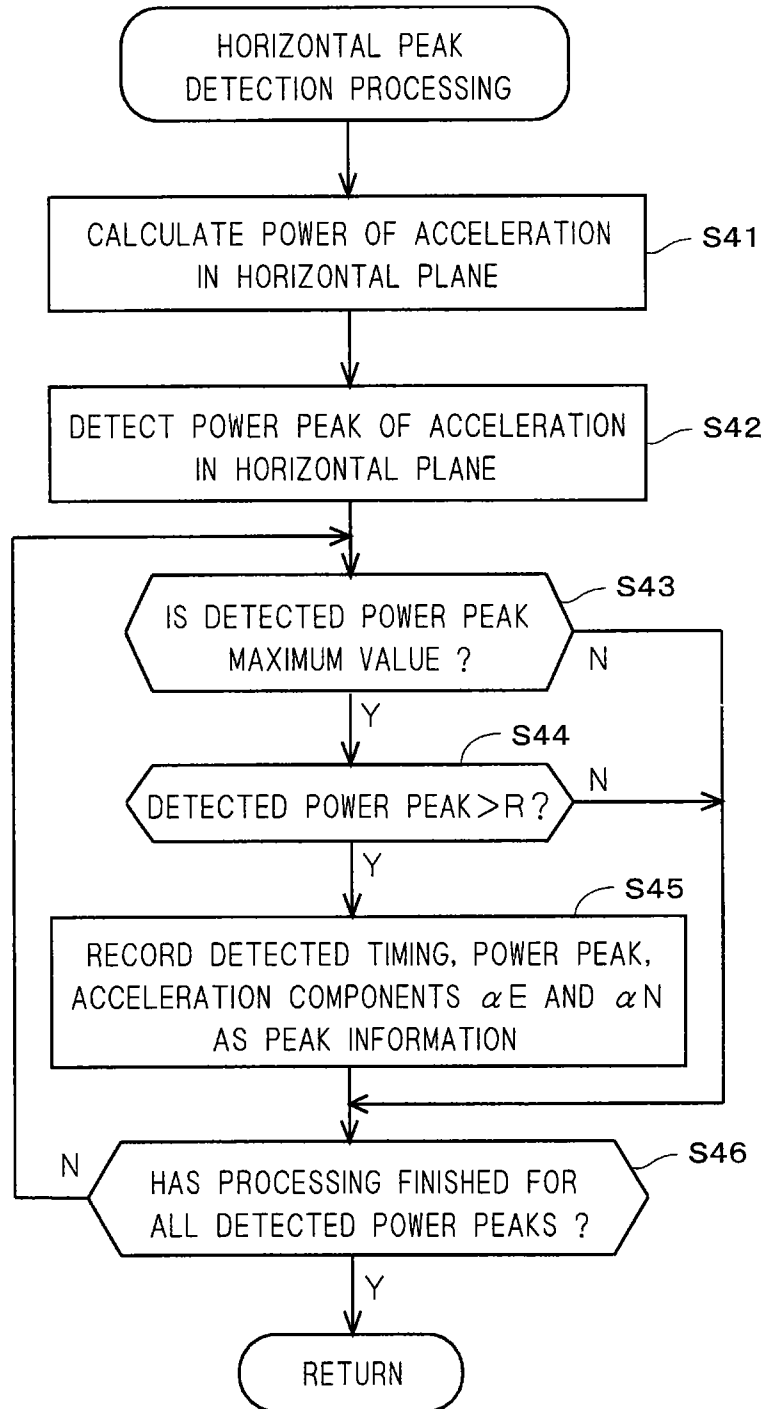 HORIZONTAL PEAK
DETECTION PROCESSING
CALCULATE POWER OF ACCELERATION
IN HORIZONTAL PLANE
S41
DETECT POWER PEAK OF ACCELERATION
IN HORIZONTAL PLANE
S42
IS DETECTED POWER PEAK
MAXIMUM VALUE ?
S43
N
Y
S44
DETECTED POWER PEAK>R?
N
Y
S45
RECORD DETECTED TIMING, POWER PEAK,
ACCELERATION COMPONENTS αE AND αN
AS PEAK INFORMATION
N
S46
HAS PROCESSING FINISHED FOR
ALL DETECTED POWER PEAKS ?
Y
RETURN